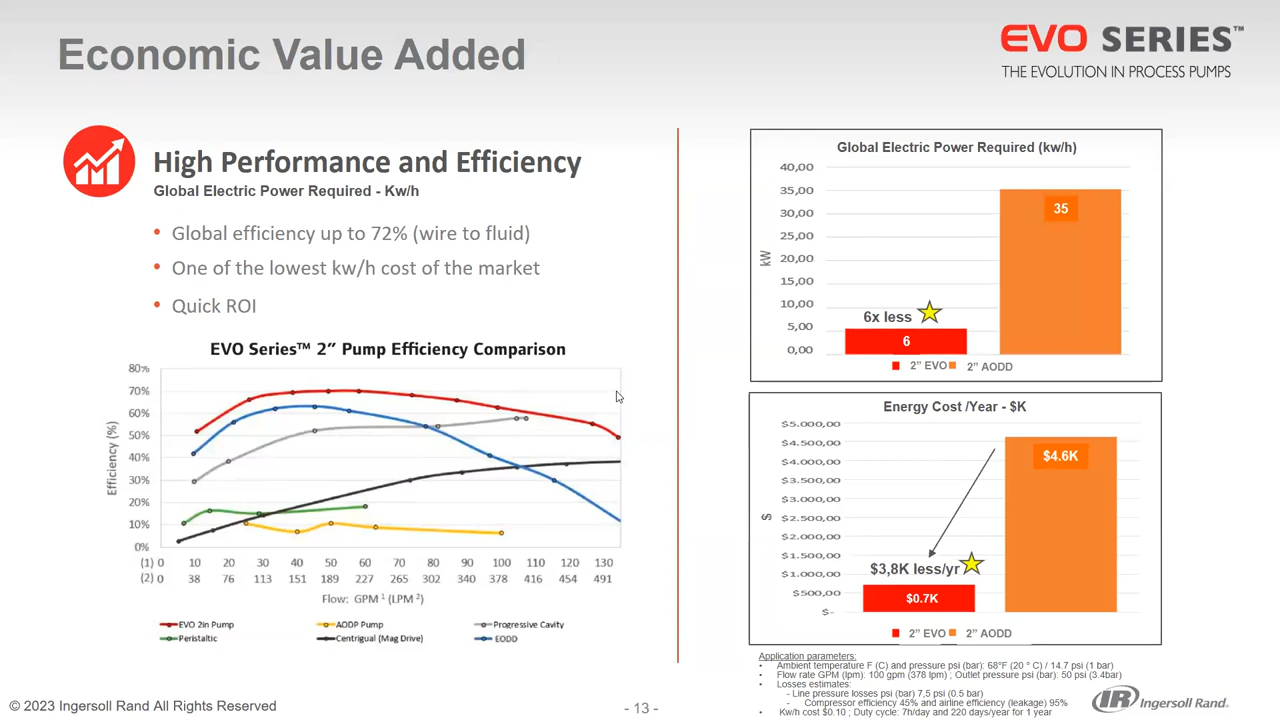 Economic Value Added
EVO SERIES™
THE EVOLUTION IN PROCESS PUMPS
High Performance and Efficiency
Global Electric Power Required - Kw/h
• Global efficiency up to 72% (wire to fluid)
• One of the lowest kw/h cost of the market
• Quick ROI
EVO Series™ 2″ Pump Efficiency Comparison
80%
70%
60%
50%
40%
30%
20%
10%
0%
Efficiency (%)
(1) 0 10 20 30 40 50 60 70 80 90 100 110 120 130
(2) 0 38 76 113 151 189 227 265 302 340 378 416 454 491
Flow: GPM ¹ (LPM ²)
EVO 2in Pump AODP Pump Progressive Cavity
Peristaltic Centrigual (Mag Drive) EODD
Global Electric Power Required (kw/h)
40,00
35,00
30,00
25,00
20,00
15,00
10,00
5,00
0,00
kW
35
6x less
6
2” EVO 2” AODD
Energy Cost /Year - $K
$5.000,00
$4.500,00
$4.000,00
$3.500,00
$3.000,00
$2.500,00
$2.000,00
$1.500,00
$1.000,00
$500,00
$-
$
$4.6K
$3,8K less/yr
$0.7K
2” EVO 2” AODD
Application parameters:
• Ambient temperature F (C) and pressure psi (bar): 68°F (20 ° C) / 14.7 psi (1 bar)
• Flow rate GPM (lpm): 100 gpm (378 lpm) ; Outlet pressure psi (bar): 50 psi (3.4bar)
• Losses estimates:
- Line pressure losses psi (bar) 7,5 psi (0.5 bar)
- Compressor efficiency 45% and airline efficiency (leakage) 95%
• Kw/h cost $0.10 ; Duty cycle: 7h/day and 220 days/year for 1 year
© 2023 Ingersoll Rand All Rights Reserved
- 13 -
IR Ingersoll Rand.